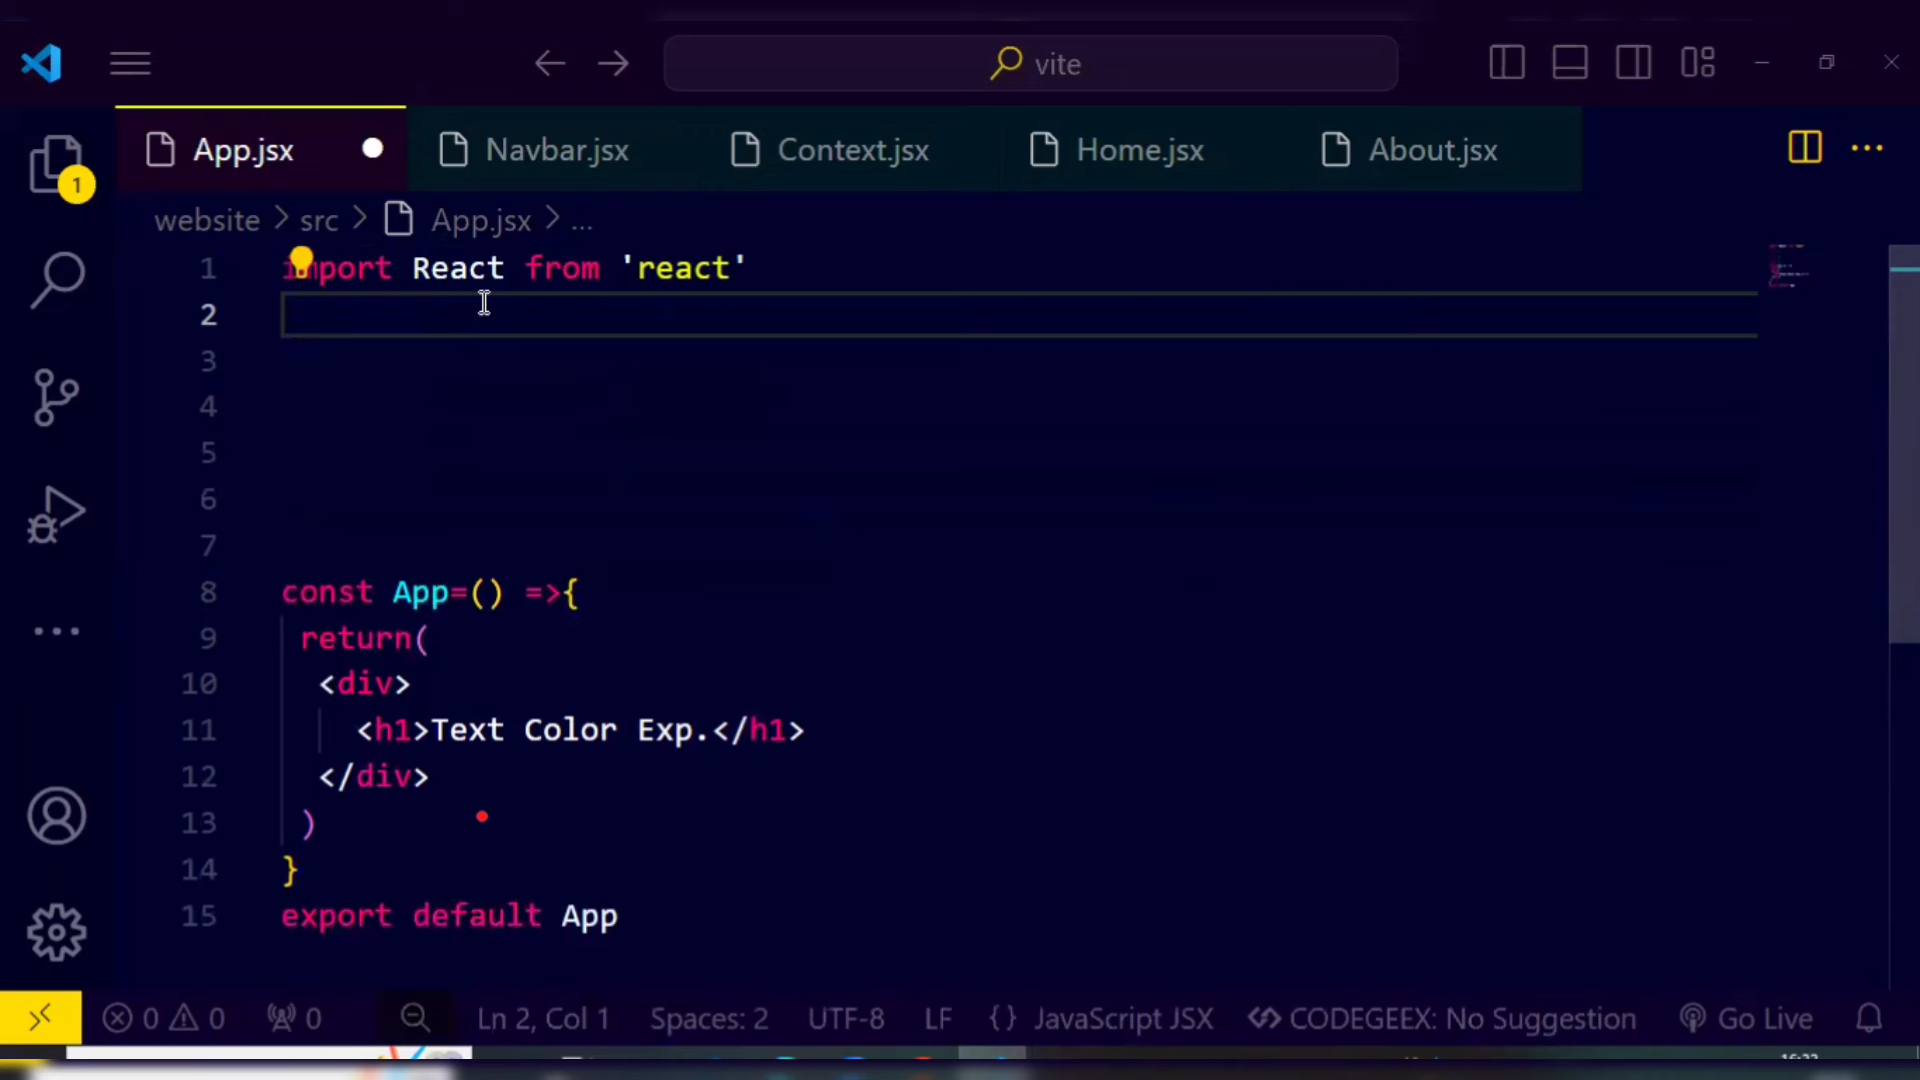 vite
App.jsx Navbar.jsx Context.jsx Home.jsx About.jsx
1
website > src > App.jsx > ...
1 import React from 'react'
2
3
4
5
6
7
8 const App=() =>{
9 return(
10 <div>
11 <h1>Text Color Exp.</h1>
12 </div>
13 )
14 }
15 export default App
0 0 0 Ln 2, Col 1 Spaces: 2 UTF-8 LF {} JavaScript JSX CODEGEEX: No Suggestion Go Live